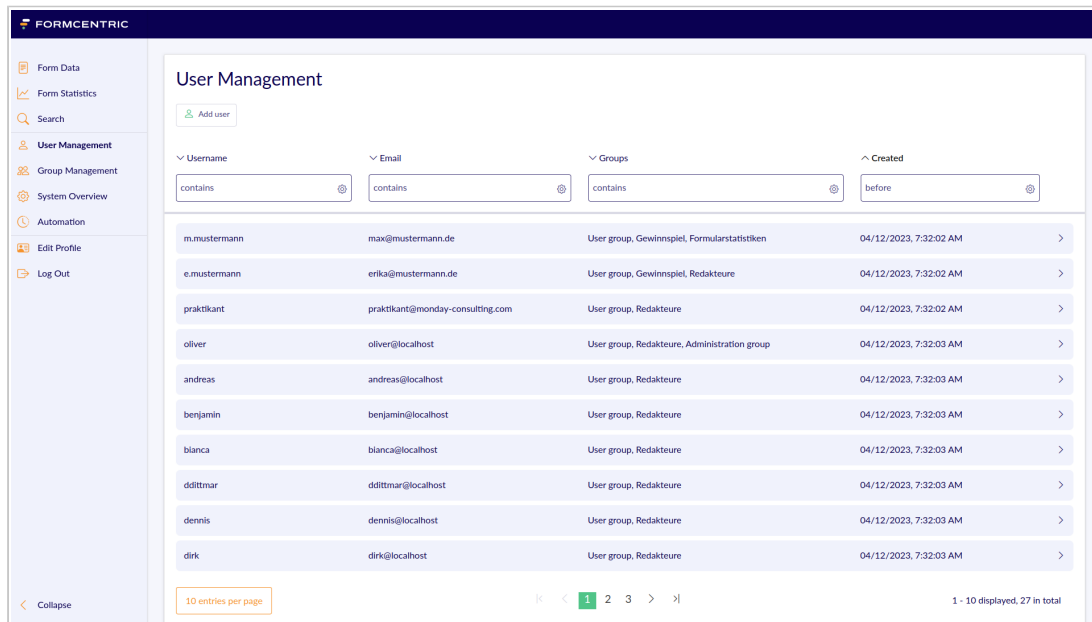 FORMCENTRIC
Form Data
Form Statistics
Search
User Management
Group Management
System Overview
Automation
Edit Profile
Log Out
Collapse
User Management
Add user
Username Email Groups Created
contains contains contains before
m.mustermann max@mustermann.de User group, Gewinnspiel, Formularstatistiken 04/12/2023, 7:32:02 AM
e.mustermann erika@mustermann.de User group, Gewinnspiel, Redakteure 04/12/2023, 7:32:02 AM
praktikant praktikant@monday-consulting.com User group, Redakteure 04/12/2023, 7:32:02 AM
oliver oliver@localhost User group, Redakteure, Administration group 04/12/2023, 7:32:03 AM
andreas andreas@localhost User group, Redakteure 04/12/2023, 7:32:03 AM
benjamin benjamin@localhost User group, Redakteure 04/12/2023, 7:32:03 AM
bianca bianca@localhost User group, Redakteure 04/12/2023, 7:32:03 AM
ddittmar ddittmar@localhost User group, Redakteure 04/12/2023, 7:32:03 AM
dennis dennis@localhost User group, Redakteure 04/12/2023, 7:32:03 AM
dirk dirk@localhost User group, Redakteure 04/12/2023, 7:32:03 AM
10 entries per page 1 2 3 1 - 10 displayed, 27 in total